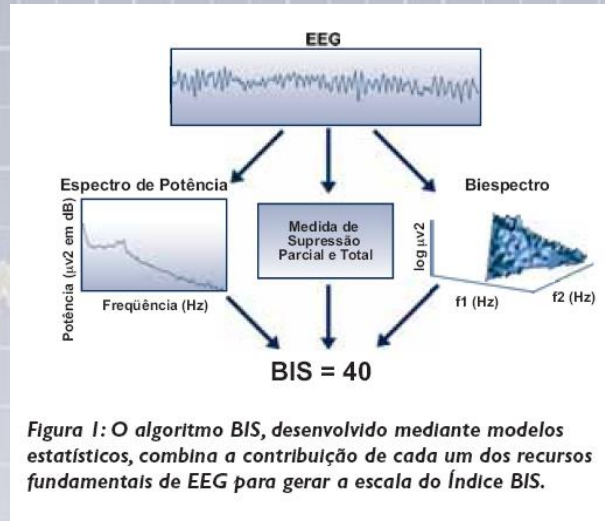 EEG
Espectro de Potência
Biespectro
Potência (μv2 em dB)
Freqüência (Hz)
Medida de
Supressão
Parcial e Total
log μv2
f1 (Hz)
f2 (Hz)
BIS = 40
Figura 1: O algoritmo BIS, desenvolvido mediante modelos
estatísticos, combina a contribuição de cada um dos recursos
fundamentais de EEG para gerar a escala do Índice BIS.